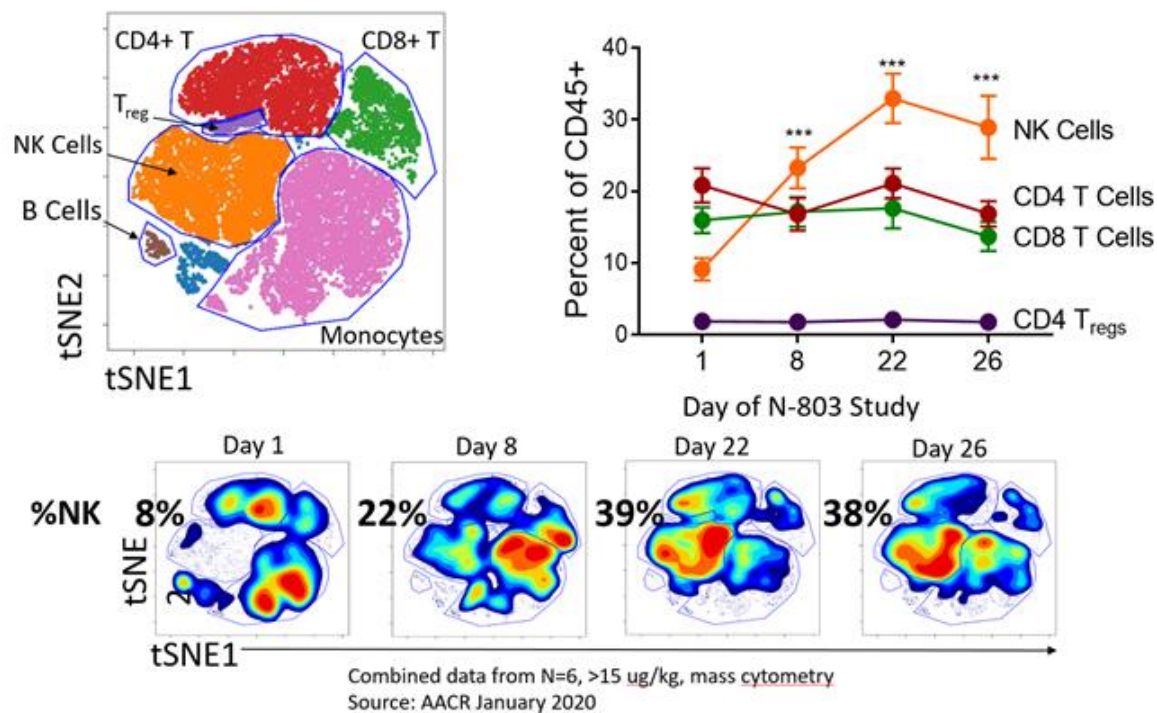 CD4+ T
CD8+ T
Treg
NK Cells
B Cells
Monocytes
tSNE2
tSNE1
Percent of CD45+
40
30
20
10
0
***
***
***
NK Cells
CD4 T Cells
CD8 T Cells
CD4 Tregs
1 8 22 26
Day of N-803 Study
Day 1 Day 8 Day 22 Day 26
%NK 8% 22% 39% 38%
tSNE
2
tSNE1
Combined data from N=6, >15 ug/kg, mass cytometry
Source: AACR January 2020